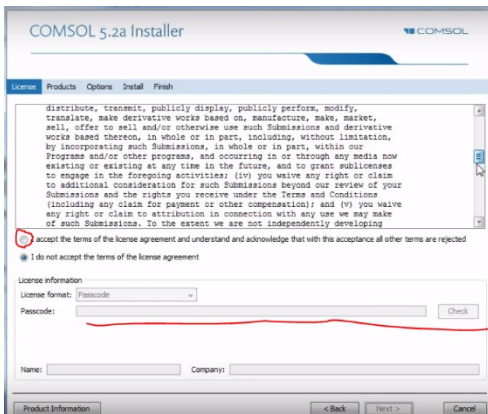 COMSOL 5.2a Installer
COMSOL
License Products Options Install Finish
distribute, transmit, publicly display, publicly perform, modify,
translate, make derivative works based on, manufacture, make, market,
sell, offer to sell and/or otherwise use such Submissions and derivative
works based thereon, in whole or in part, including, without limitation,
by incorporating such Submissions, in whole or in part, within our
Programs and/or other programs, and occurring in or through any media now
existing or existing at any time in the future, and to grant sublicenses
to engage in the foregoing activities; (iv) you waive any right or claim
to additional consideration for such Submissions beyond our review of your
Submissions and the rights you receive under the Terms and Conditions
(including any claim for payment or other compensation); and (v) you waive
any right or claim to attribution in connection with any use we may make
of such Submissions. To the extent we are not independently developing
I accept the terms of the license agreement and understand and acknowledge that with this acceptance all other terms are rejected
I do not accept the terms of the license agreement
License information
License format: Passcode
Passcode: Check
Name: Company:
Product Information < Back Next > Cancel